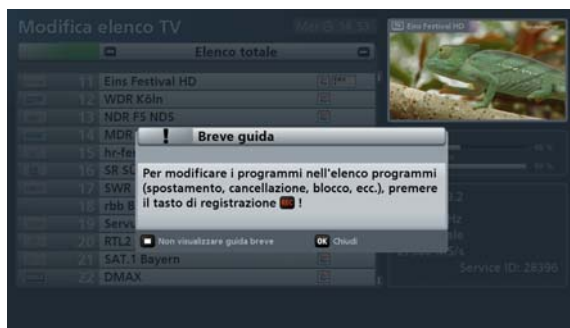 Modifica elenco TV
Eins Festival HD
Elenco totale
11 Eins Festival HD
12 WDR Köln
13 NDR FS NDS
14 MDR
15 hr-fe
16 SR SÜ
17 SWR
18 rbb B
19 Servu
20 RTL2
21 SAT.1 Bayern
22 DMAX
! Breve guida
Per modificare i programmi nell'elenco programmi
(spostamento, cancellazione, blocco, ecc.), premere
il tasto di registrazione REC !
Non visualizzare guida breve
OK Chiudi
Service ID: 28396